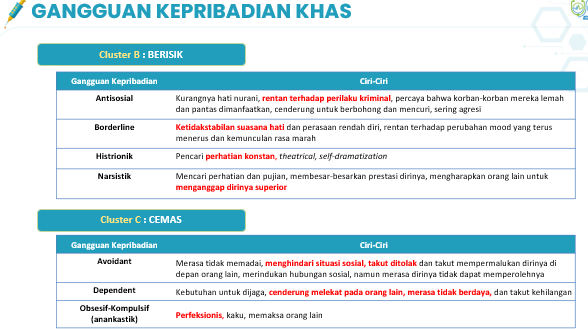 GANGGUAN KEPRIBADIAN KHAS
Cluster B : BERISIK
Gangguan Kepribadian Ciri-Ciri
Antisosial Kurangnya hati nurani, rentan terhadap perilaku kriminal, percaya bahwa korban-korban mereka lemah
dan pantas dimanfaatkan, cenderung untuk berbohong dan mencuri, sering agresi
Borderline Ketidakstabilan suasana hati dan perasaan rendah diri, rentan terhadap perubahan mood yang terus
menerus dan kemunculan rasa marah
Histrionik Pencari perhatian konstan, theatrical, self-dramatization
Narsistik Mencari perhatian dan pujian, membesar-besarkan prestasi dirinya, mengharapkan orang lain untuk
menganggap dirinya superior
Cluster C : CEMAS
Gangguan Kepribadian Ciri-Ciri
Avoidant Merasa tidak memadai, menghindari situasi sosial, takut ditolak dan takut mempermalukan dirinya di
depan orang lain, merindukan hubungan sosial, namun merasa dirinya tidak dapat memperolehnya
Dependent Kebutuhan untuk dijaga, cenderung melekat pada orang lain, merasa tidak berdaya, dan takut kehilangan
Obsesif-Kompulsif Perfeksionis, kaku, memaksa orang lain
(anankastik)